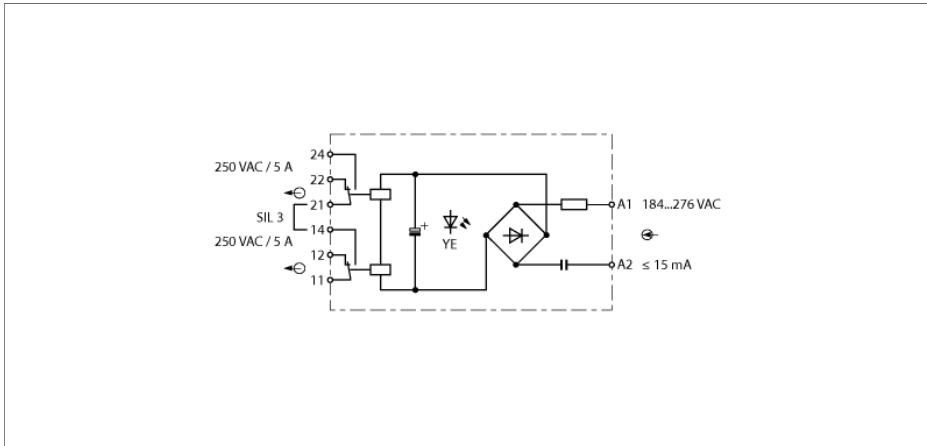 24
250 VAC / 5 A
22
21
SIL 3
14
250 VAC / 5 A
12
11
+
YE
A1 184...276 VAC
A2 ≤ 15 mA